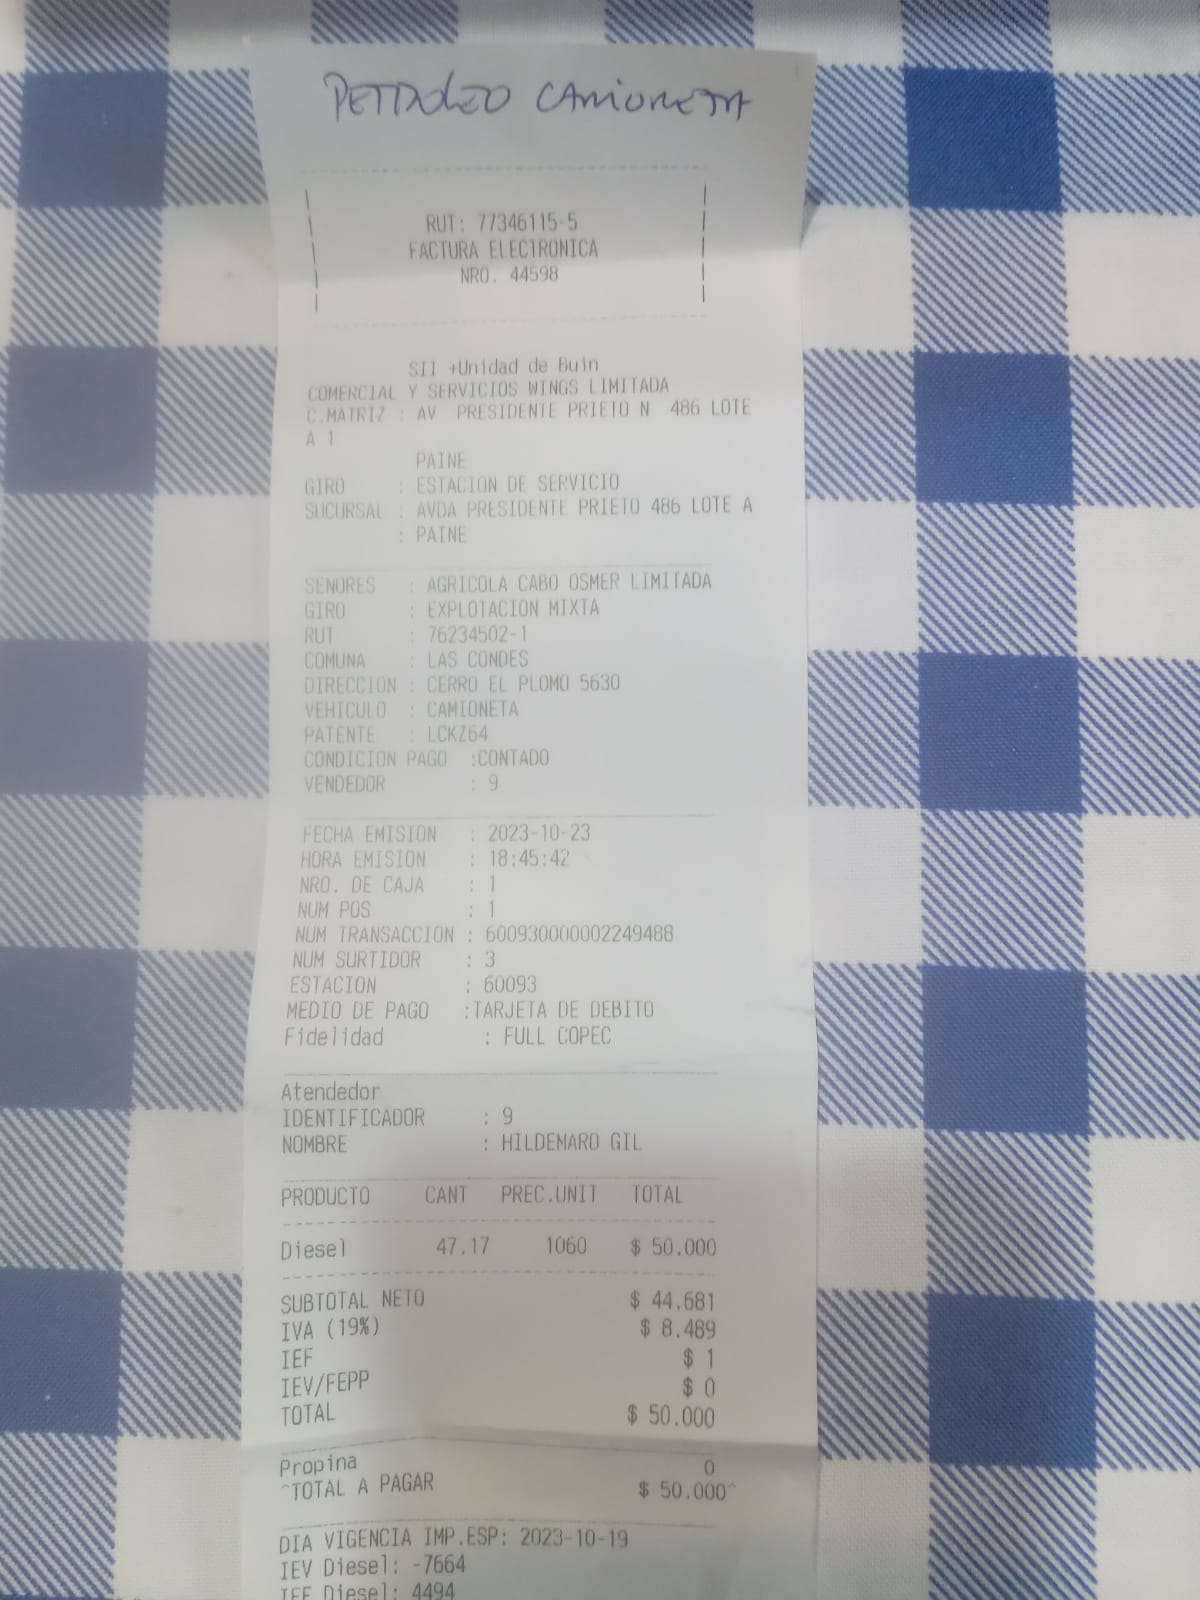 PETROLEO CAMIONETA
RUT: 77346115-5
FACTURA ELECTRONICA
NRO. 44598
SII +Unidad de Buin
COMERCIAL Y SERVICIOS WINGS LIMITADA
C.MATRIZ : AV PRESIDENTE PRIETO N 486 LOTE
A 1
PAINE
GIRO : ESTACION DE SERVICIO
SUCURSAL : AVDA PRESIDENTE PRIETO 486 LOTE A
: PAINE
SENORES : AGRICOLA CABO OSMER LIMITADA
GIRO : EXPLOTACION MIXTA
RUT : 76234502-1
COMUNA : LAS CONDES
DIRECCION : CERRO EL PLOMO 5630
VEHICULO : CAMIONETA
PATENTE : LCKZ64
CONDICION PAGO :CONTADO
VENDEDOR : 9
FECHA EMISION : 2023-10-23
HORA EMISION : 18:45:42
NRO. DE CAJA : 1
NUM POS : 1
NUM TRANSACCION : 600930000002249488
NUM SURTIDOR : 3
ESTACION : 60093
MEDIO DE PAGO :TARJETA DE DEBITO
Fidelidad : FULL COPEC
Atendedor
IDENTIFICADOR : 9
NOMBRE : HILDEMARO GIL
PRODUCTO CANT PREC.UNIT TOTAL
Diesel 47.17 1060 $ 50.000
SUBTOTAL NETO $ 44.681
IVA (19%) $ 8.489
IEF $ 1
IEV/FEPP $ 0
TOTAL $ 50.000
Propina 0
^TOTAL A PAGAR $ 50.000^
DIA VIGENCIA IMP.ESP: 2023-10-19
IEV Diesel: -7664
IEF Diesel: 4494